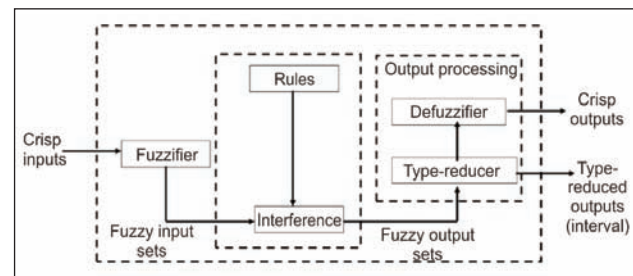 Output processing
Rules
Defuzzifier
Crisp
outputs
Crisp
inputs
Fuzzifier
Type-reducer
Type-
reduced
outputs
(interval)
Interference
Fuzzy input
sets
Fuzzy output
sets